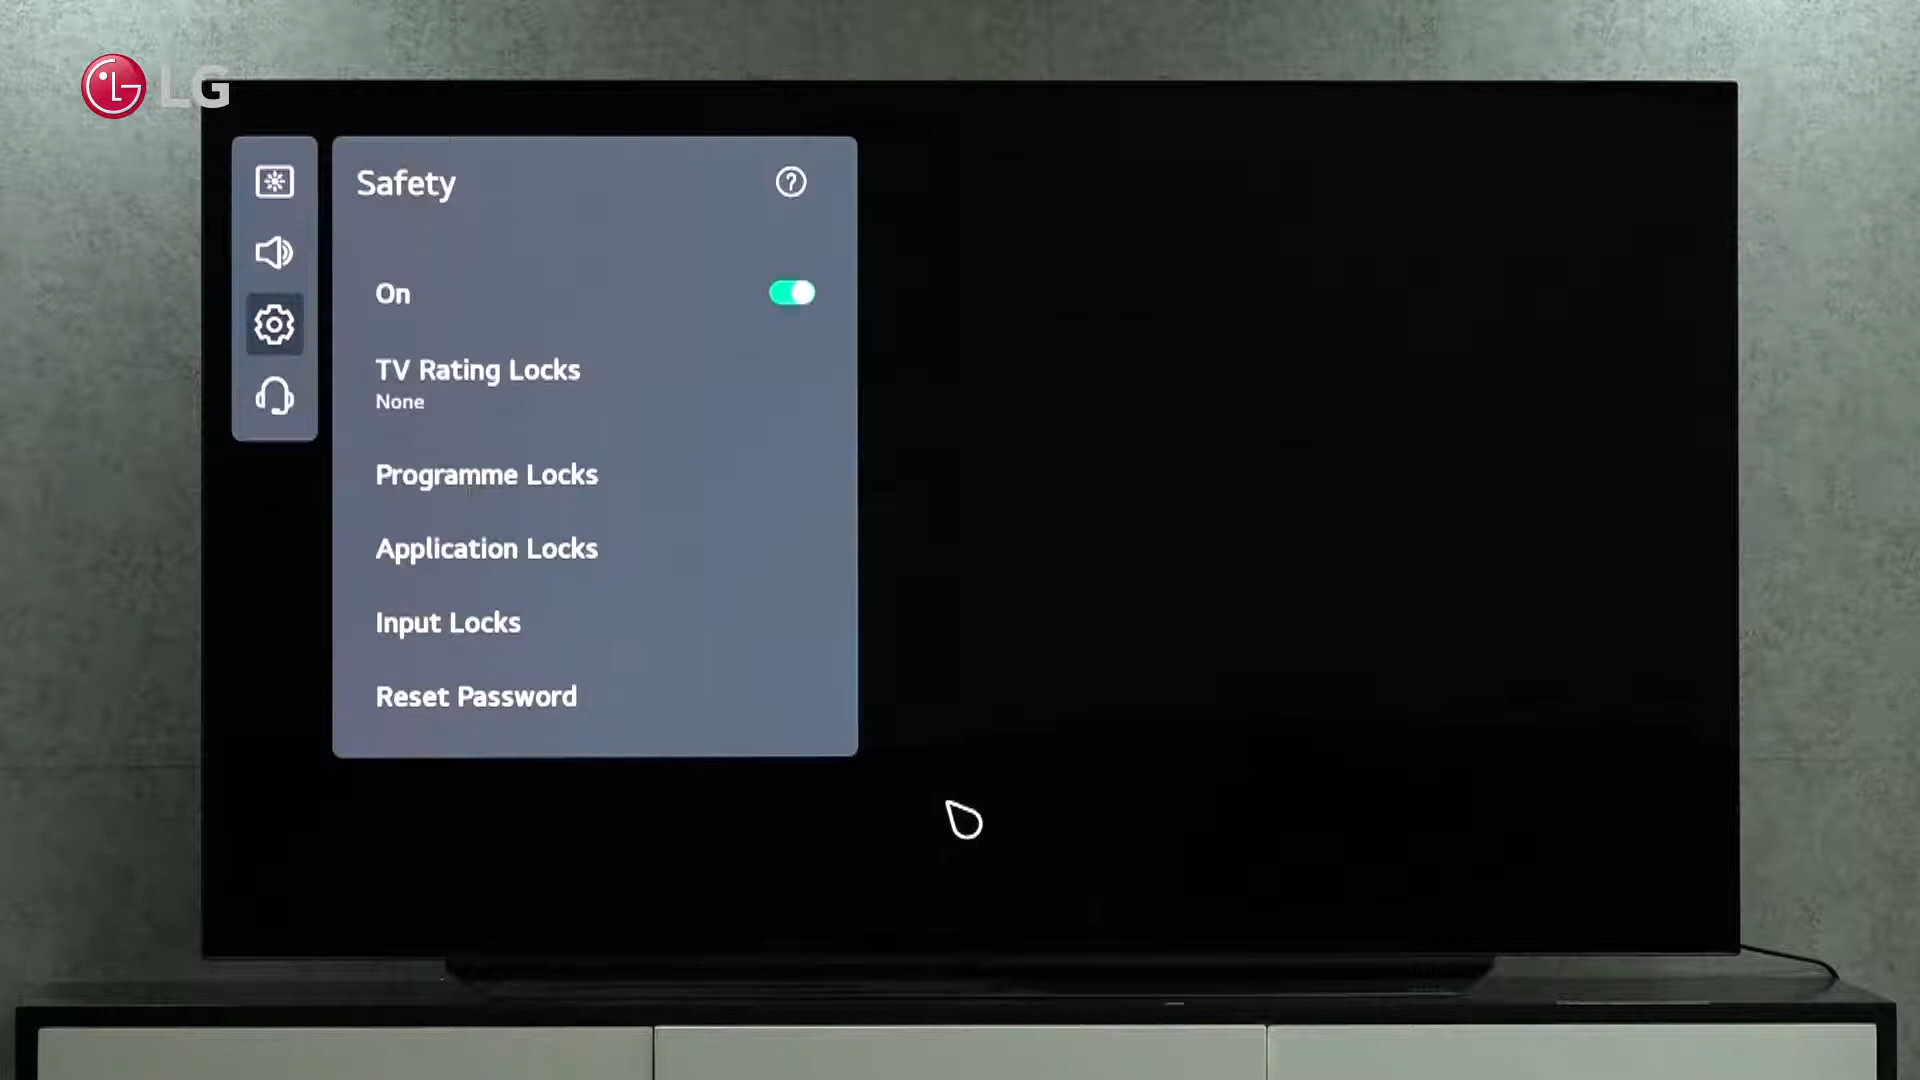 LG
Safety
On
TV Rating Locks
None
Programme Locks
Application Locks
Input Locks
Reset Password